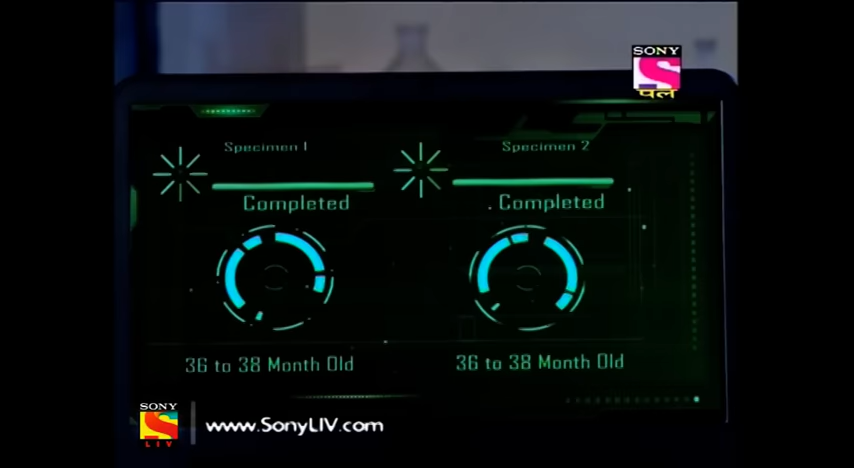 SONY
S
पल
Specimen 1
Specimen 2
Completed
Completed
36 to 38 Month Old
36 to 38 Month Old
SONY
S
LIV
www.SonyLIV.com